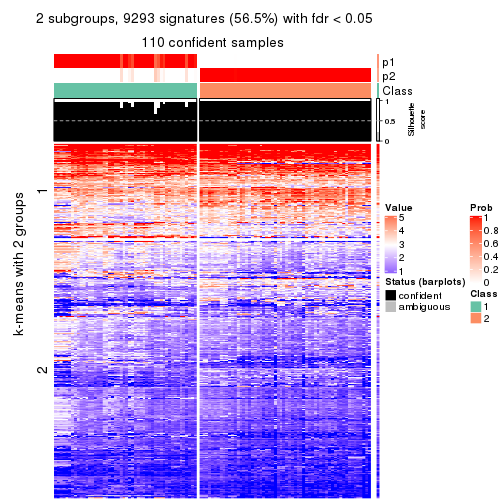 2 subgroups, 9293 signatures (56.5%) with fdr < 0.05
110 confident samples
p1
p2
Class
1
0.5
0
Silhouette
score
k-means with 2 groups
1
2
Value
5
4
3
2
1
Status (barplots)
confident
ambiguous
Prob
1
0.8
0.6
0.4
0.2
0
Class
1
2